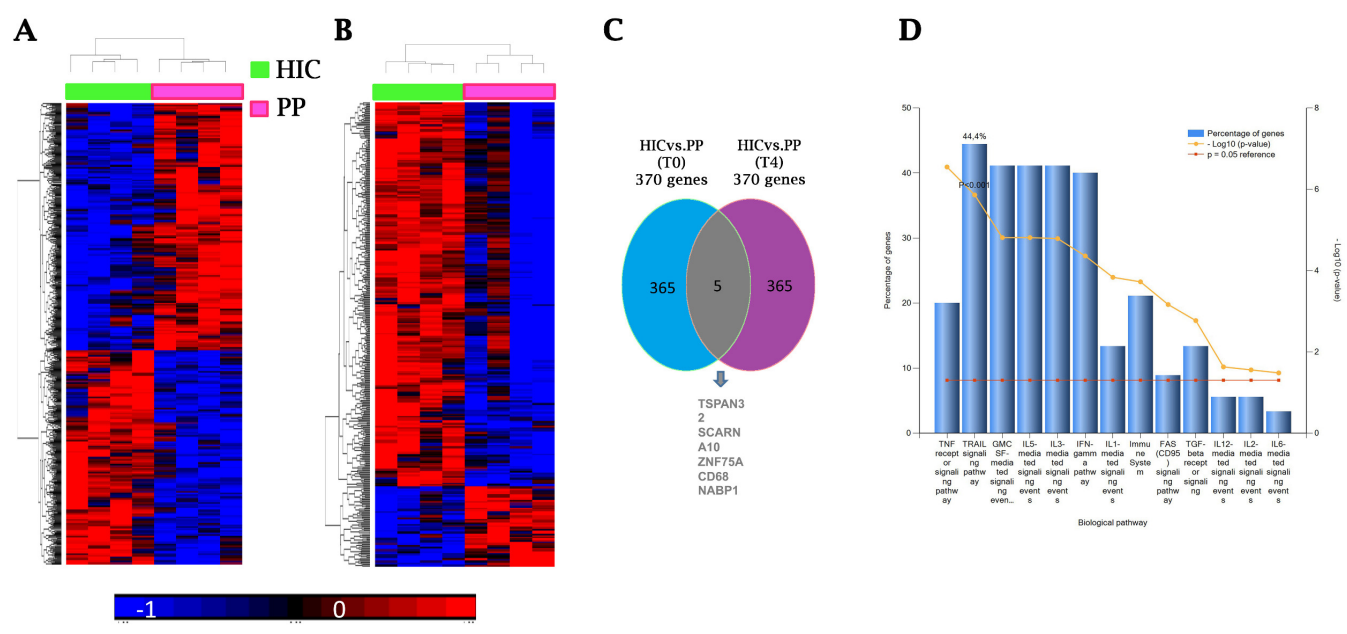 A
HIC
PP
B
-1
0
C
HICvs.PP
(T0)
370 genes
HICvs.PP
(T4)
370 genes
365
5
365
TSPAN3
2
SCARN
A10
ZNF75A
CD68
NABP1
D
Percentage of genes
- Log10 (p-value)
p = 0.05 reference
44,4%
P<0.001
50
40
30
20
10
0
Percentage of genes
8
6
4
2
0
- Log10 (p-value)
TNF
recept
or
signali
ng
pathw
ay
TRAIL
signali
ng
pathw
ay
GMC
SF-
media
ted
signali
ng
even...
IL5-
media
ted
signali
ng
event
s
IL3-
media
ted
signali
ng
event
s
IFN-
gamm
a
pathw
ay
IL1-
media
ted
signali
ng
event
s
Immu
ne
Syste
m
FAS
(CD95
)
signali
ng
pathw
ay
TGF-
beta
recept
or
signali
ng
IL12-
media
ted
signali
ng
event
s
IL2-
media
ted
signali
ng
event
s
IL6-
media
ted
signali
ng
event
s
Biological pathway